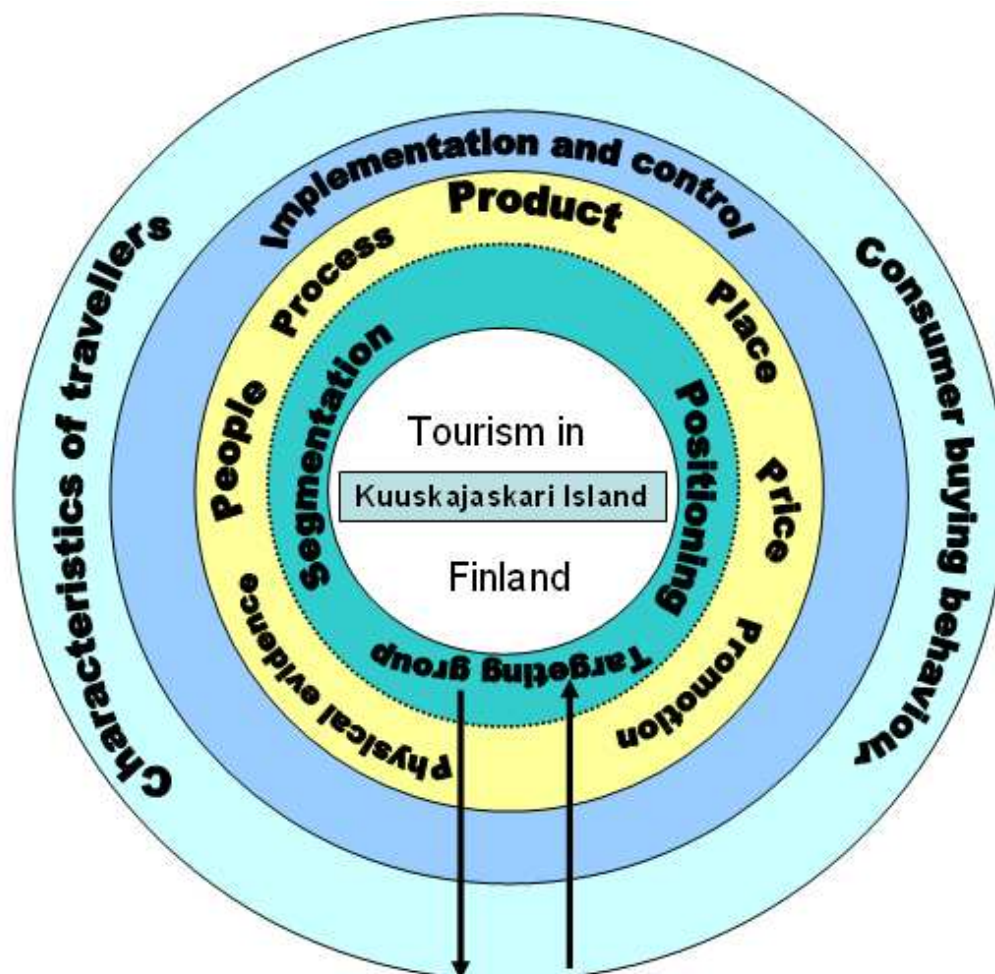 Characteristics of travellers
Consumer buying behaviour
Implementation and control
Product
Place
Price
Promotion
Physical evidence
People
Process
Segmentation
Positioning
Targeting group
Tourism in
Kuuskajaskari Island
Finland